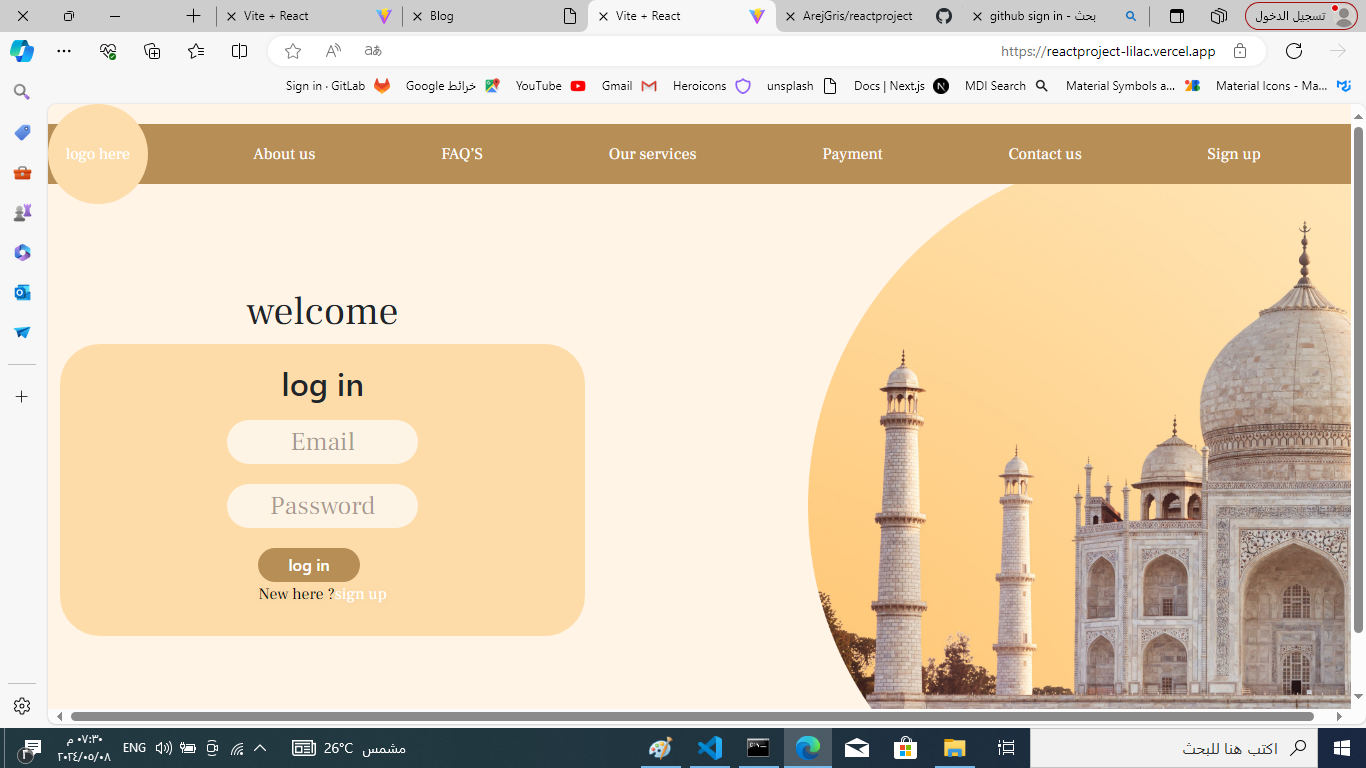 Vite + React
Blog
Vite + React
ArejGris/reactproject
github sign in - بحث
تسجيل الدخول
https://reactproject-lilac.vercel.app
Sign in · GitLab
خرائط Google
YouTube
Gmail
Heroicons
unsplash
Docs | Next.js
MDI Search
Material Symbols a...
Material Icons - Ma...
logo here
About us
FAQ'S
Our services
Payment
Contact us
Sign up
welcome
log in
Email
Password
log in
New here ?sign up
٠٧:٣٠ م
٢٠٢٤/٠٥/٠٨
٢
ENG
26°C مشمس
اكتب هنا للبحث